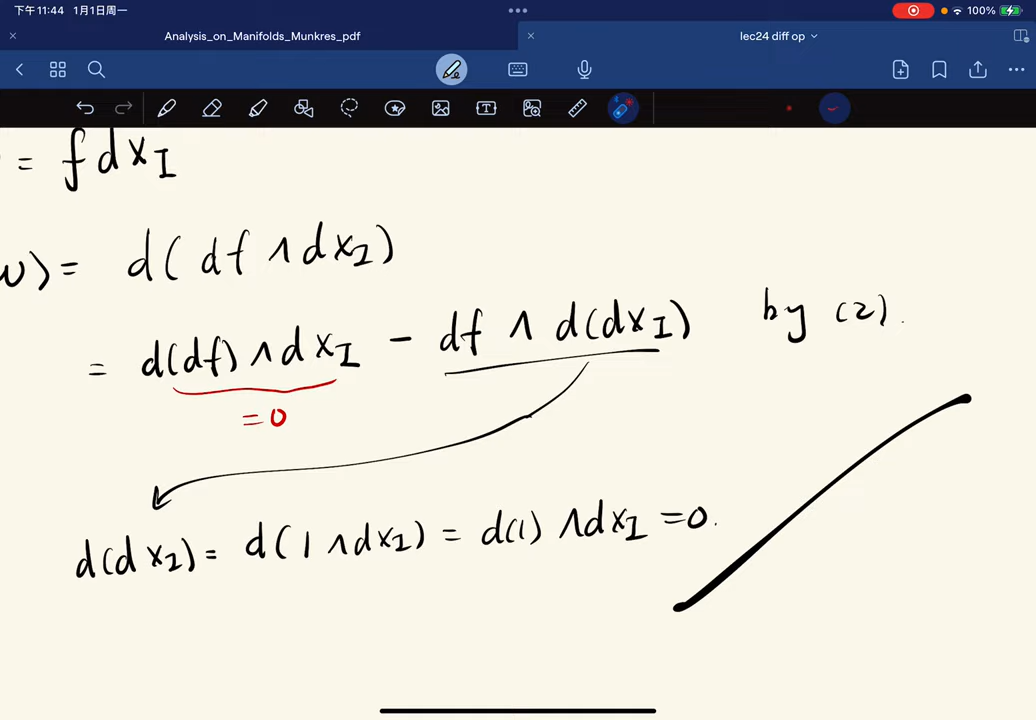 下午11:44 1月1日周一
100%
Analysis_on_Manifolds_Munkres_pdf
lec24 diff op
= f dx_I
w) = d(df ∧ dx_I)
= d(df) ∧ dx_I - df ∧ d(dx_I) by (2).
= 0
d(dx_I) = d(1 ∧ dx_I) = d(1) ∧ dx_I = 0.